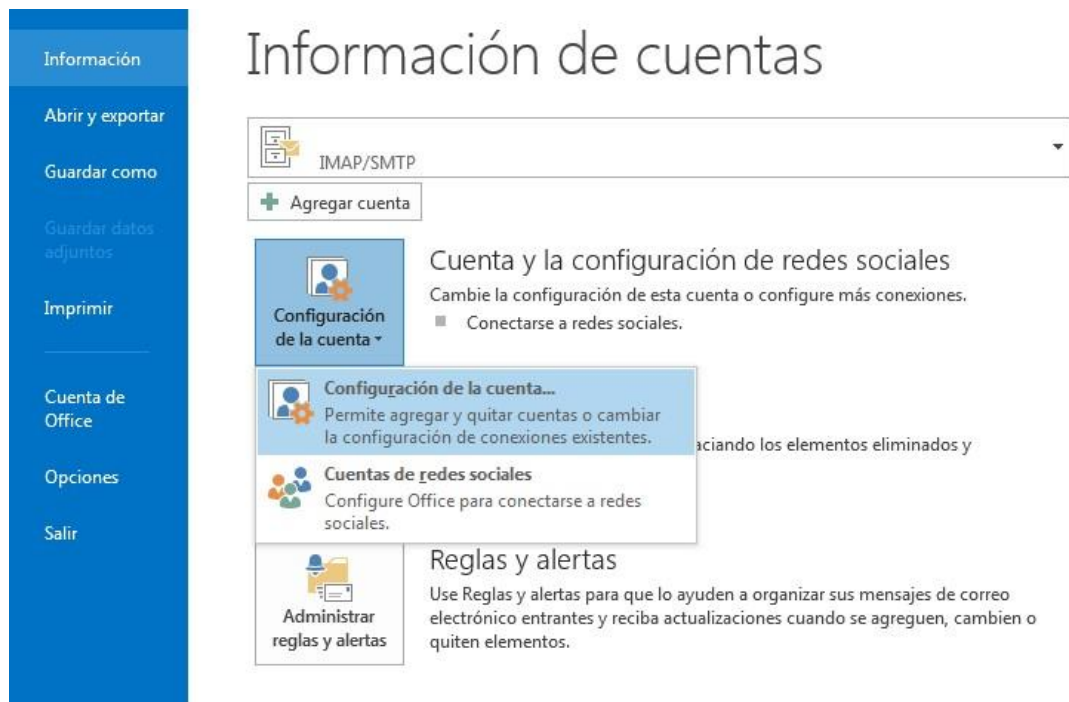 Información
Abrir y exportar
Guardar como
Guardar datos
adjuntos
Imprimir
Cuenta de
Office
Opciones
Salir
Información de cuentas
IMAP/SMTP
Agregar cuenta
Configuración
de la cuenta
Cuenta y la configuración de redes sociales
Cambie la configuración de esta cuenta o configure más conexiones.
Conectarse a redes sociales.
Configuración de la cuenta...
Permite agregar y quitar cuentas o cambiar
la configuración de conexiones existentes.
Cuentas de redes sociales
Configure Office para conectarse a redes
sociales.
aciando los elementos eliminados y
Administrar
reglas y alertas
Reglas y alertas
Use Reglas y alertas para que lo ayuden a organizar sus mensajes de correo
electrónico entrantes y reciba actualizaciones cuando se agreguen, cambien o
quiten elementos.